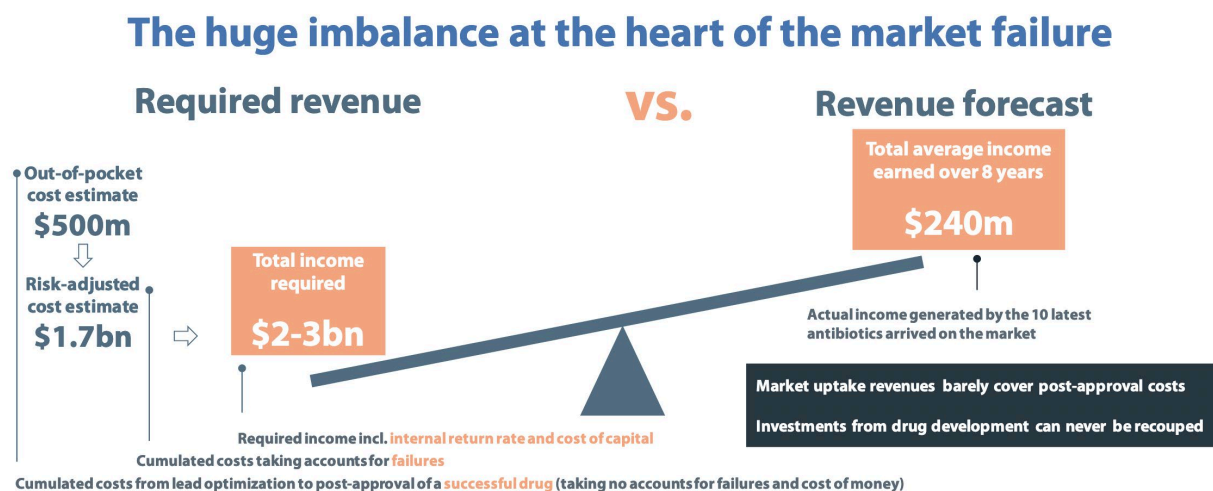 The huge imbalance at the heart of the market failure
Required revenue
vs.
Revenue forecast
Out-of-pocket
cost estimate
$500m
Risk-adjusted
cost estimate
$1.7bn
Total income
required
$2-3bn
Total average income
earned over 8 years
$240m
Actual income generated by the 10 latest
antibiotics arrived on the market
Market uptake revenues barely cover post-approval costs
Investments from drug development can never be recouped
Required income incl. internal return rate and cost of capital
Cumulated costs taking accounts for failures
Cumulated costs from lead optimization to post-approval of a successful drug (taking no accounts for failures and cost of money)